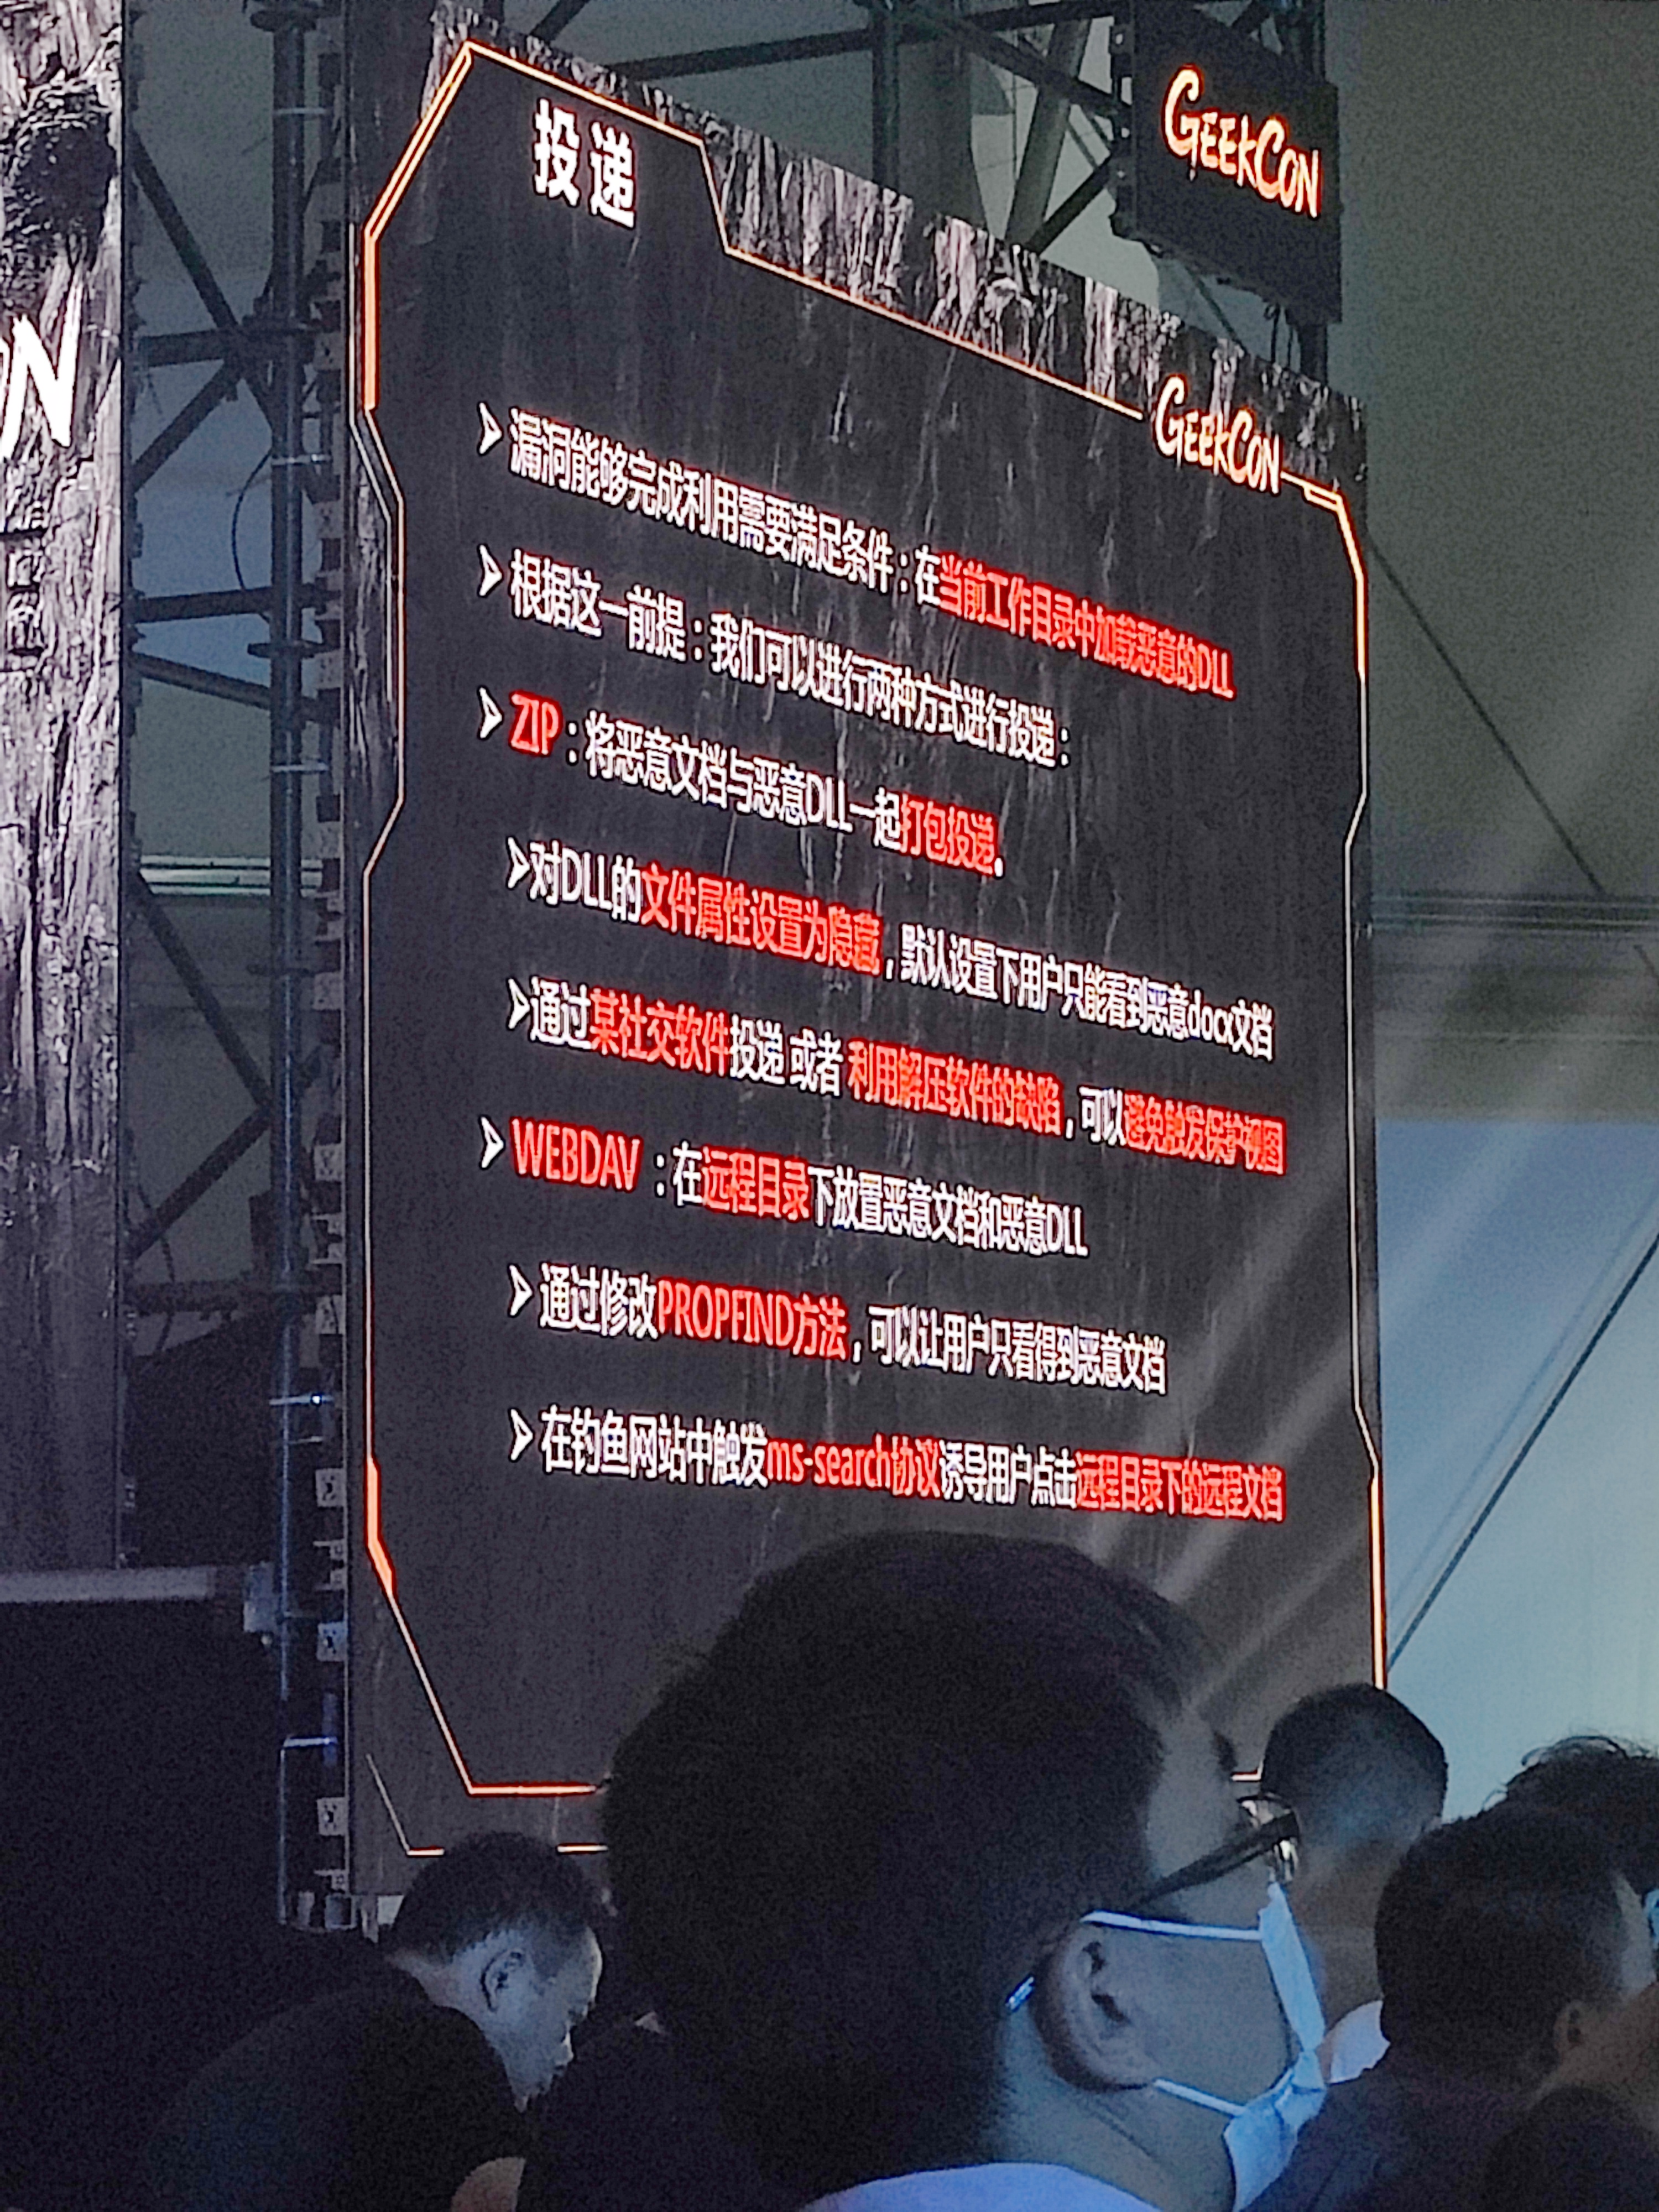 GEEKCON
投递
GEEKCON
N
漏洞能够完成利用需要满足条件：在当前工作目录中加载恶意的DLL
根据这一前提：我们可以进行两种方式进行投递：
ZIP：将恶意文档与恶意DLL一起打包投递。
对DLL的文件属性设置为隐藏，默认设置下用户只能看到恶意docx文档
通过某社交软件投递 或者 利用解压软件的缺陷，可以避免触发保护视图
WEBDAV ：在远程目录下放置恶意文档和恶意DLL
通过修改PROPFIND方法，可以让用户只看得到恶意文档
在钓鱼网站中触发ms-search协议诱导用户点击远程目录下的远程文档